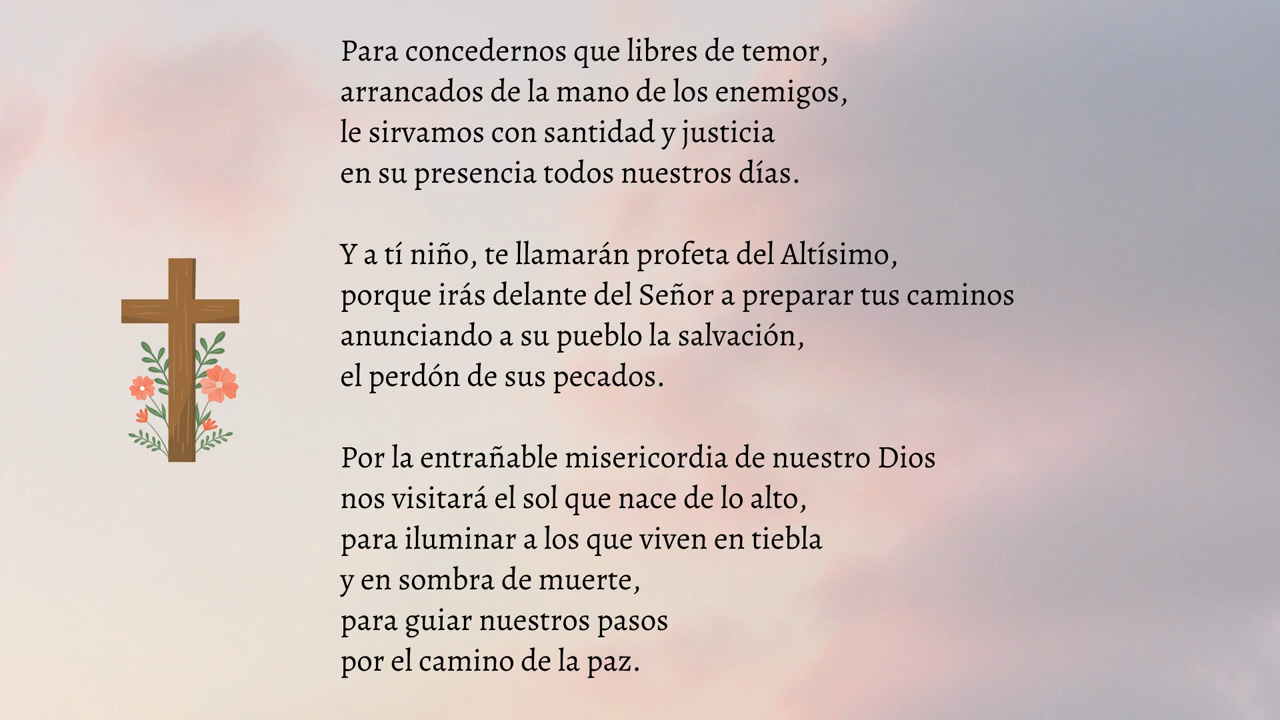 Para concedernos que libres de temor,
arrancados de la mano de los enemigos,
le sirvamos con santidad y justicia
en su presencia todos nuestros días.
Y a tí niño, te llamarán profeta del Altísimo,
porque irás delante del Señor a preparar tus caminos
anunciando a su pueblo la salvación,
el perdón de sus pecados.
Por la entrañable misericordia de nuestro Dios
nos visitará el sol que nace de lo alto,
para iluminar a los que viven en tiebla
y en sombra de muerte,
para guiar nuestros pasos
por el camino de la paz.